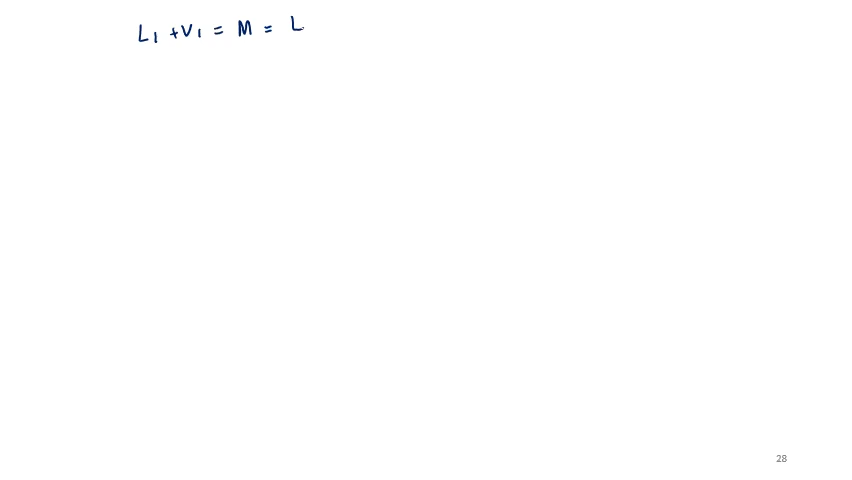 L₁ + V₁ = M = L
28